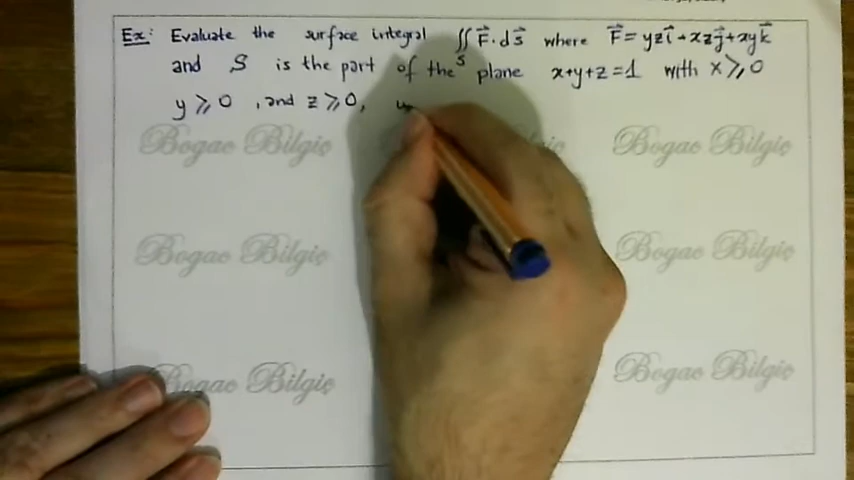 Ex: Evaluate the surface integral ∬_S F⃗ · ds⃗ where F⃗ = yz i⃗ + xz j⃗ + xy k⃗
and S is the part of the plane x+y+z=1 with x ⩾ 0
y ⩾ 0 , and z ⩾ 0,
Bogac Bilgic Bogac Bilgic
Bogac Bilgic Bogac Bilgic
Bogac Bilgic Bogac Bilgic